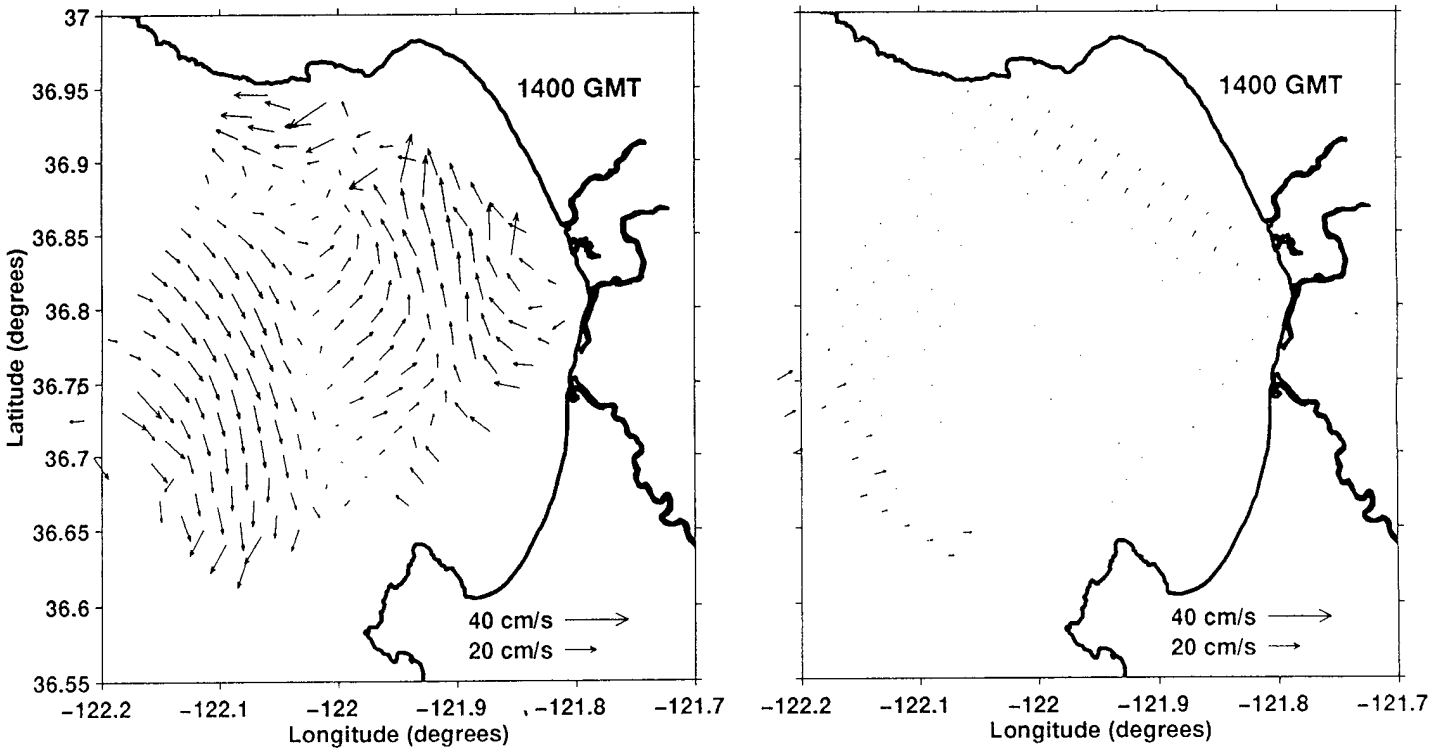 37
36.95
36.9
36.85
36.8
36.75
36.7
36.65
36.6
36.55
Latitude (degrees)
1400 GMT
40 cm/s
20 cm/s
−122.2 −122.1 −122 −121.9 −121.8 −121.7
Longitude (degrees)
1400 GMT
40 cm/s
20 cm/s
−122.2 −122.1 −122 −121.9 −121.8 −121.7
Longitude (degrees)